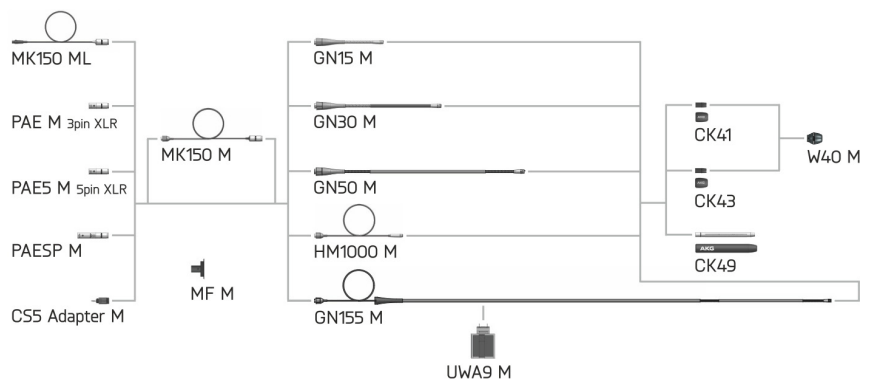 MK150 ML
PAE M 3pin XLR
PAE5 M 5pin XLR
PAESP M
CS5 Adapter M
MK150 M
MF M
GN15 M
GN30 M
GN50 M
HM1000 M
GN155 M
UWA9 M
CK41
CK43
AKG
CK49
W40 M